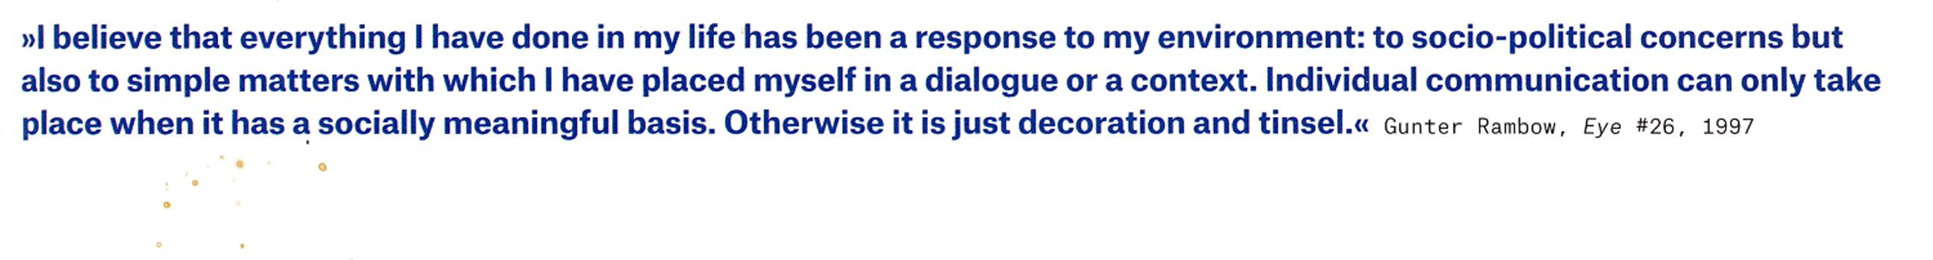 »I believe that everything I have done in my life has been a response to my environment: to socio-political concerns but
also to simple matters with which I have placed myself in a dialogue or a context. Individual communication can only take
place when it has a socially meaningful basis. Otherwise it is just decoration and tinsel.« Gunter Rambow, Eye #26, 1997